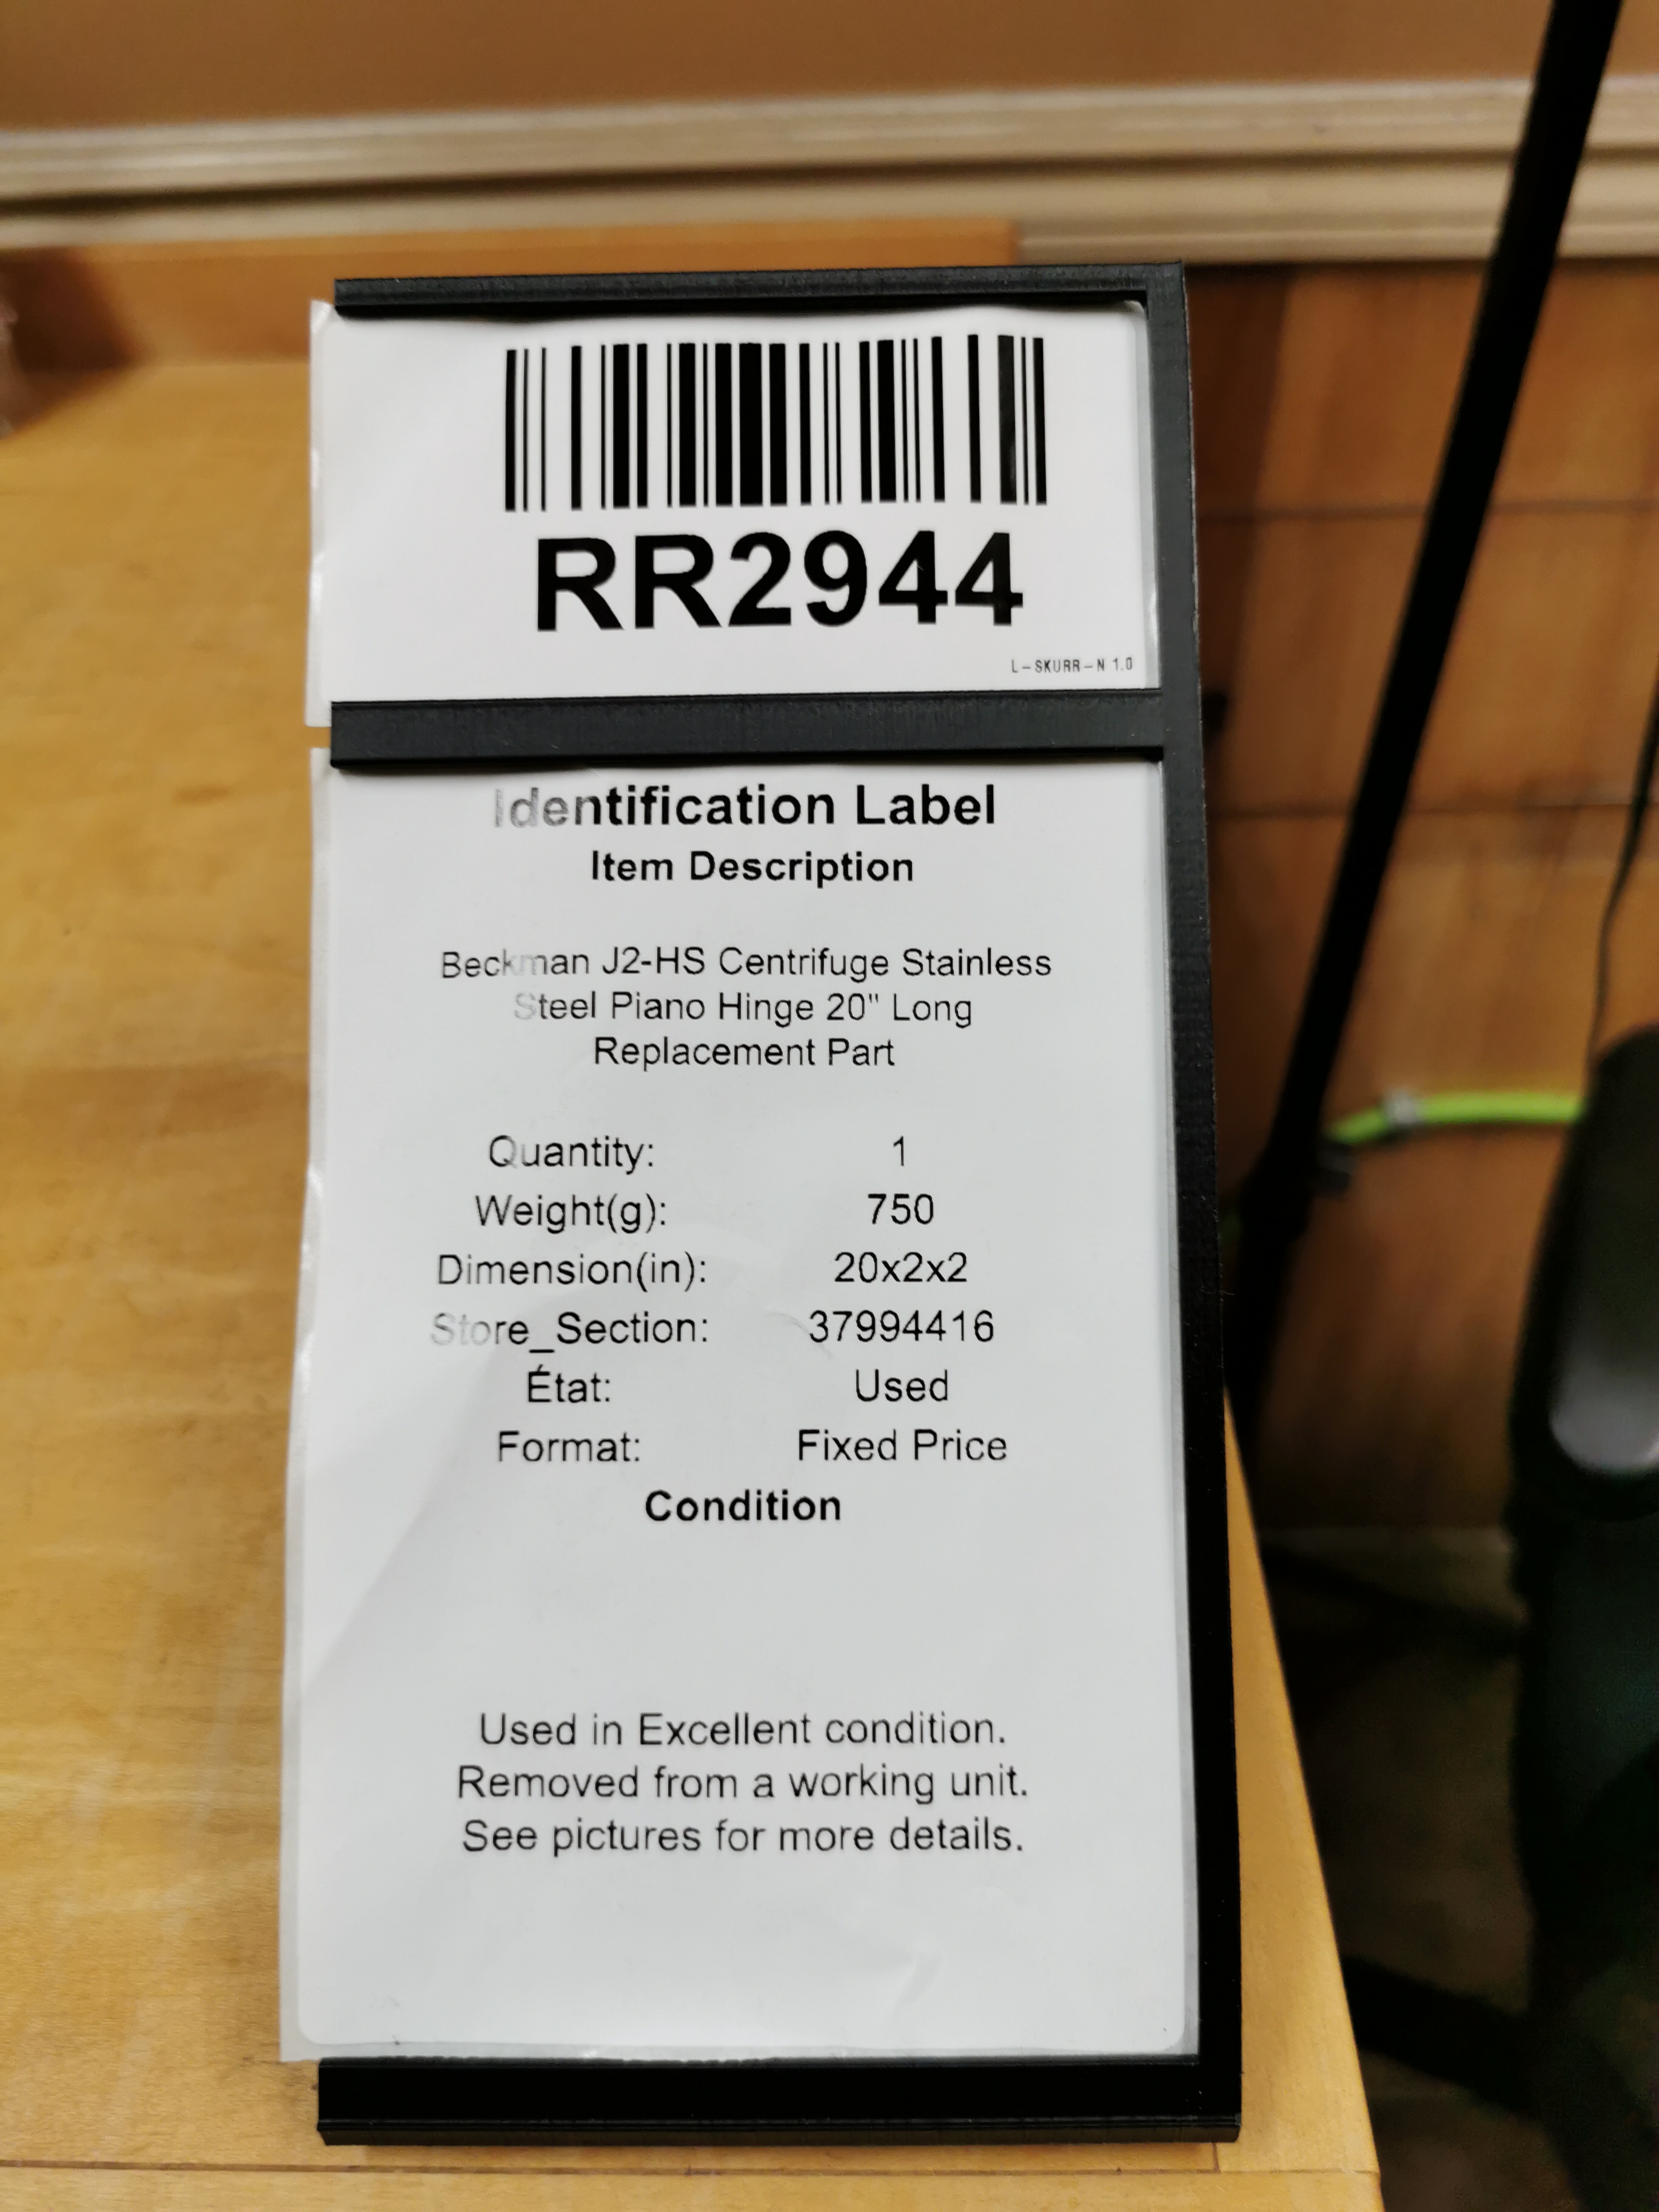 RR2944
L-SKURR-N 1.0
Identification Label
Item Description
Beckman J2-HS Centrifuge Stainless
Steel Piano Hinge 20" Long
Replacement Part
Quantity: 1
Weight(g): 750
Dimension(in): 20x2x2
Store_Section: 37994416
État: Used
Format: Fixed Price
Condition
Used in Excellent condition.
Removed from a working unit.
See pictures for more details.